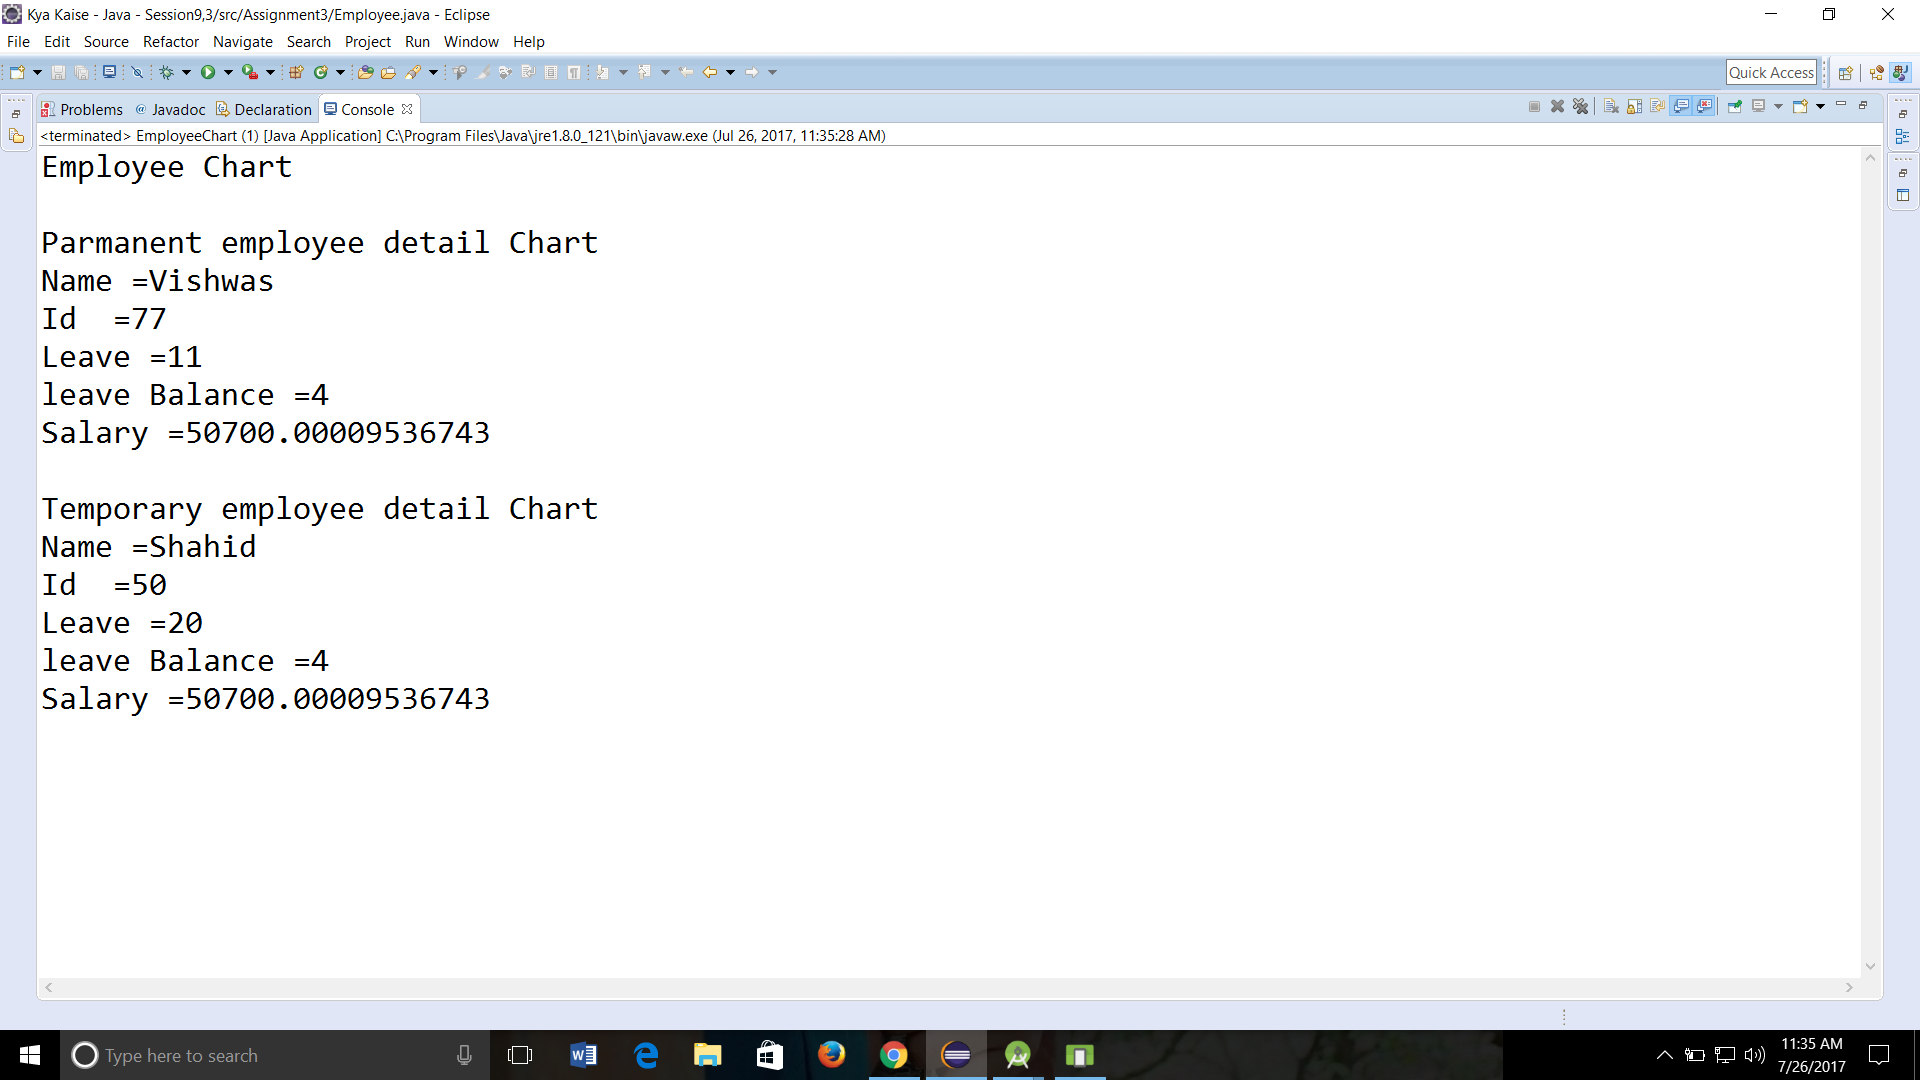 Kya Kaise - Java - Session9,3/src/Assignment3/Employee.java - Eclipse
File Edit Source Refactor Navigate Search Project Run Window Help
Quick Access
Problems @ Javadoc Declaration Console
<terminated> EmployeeChart (1) [Java Application] C:\Program Files\Java\jre1.8.0_121\bin\javaw.exe (Jul 26, 2017, 11:35:28 AM)
Employee Chart
Parmanent employee detail Chart
Name =Vishwas
Id  =77
Leave =11
leave Balance =4
Salary =50700.00009536743
Temporary employee detail Chart
Name =Shahid
Id  =50
Leave =20
leave Balance =4
Salary =50700.00009536743
Type here to search
11:35 AM
7/26/2017